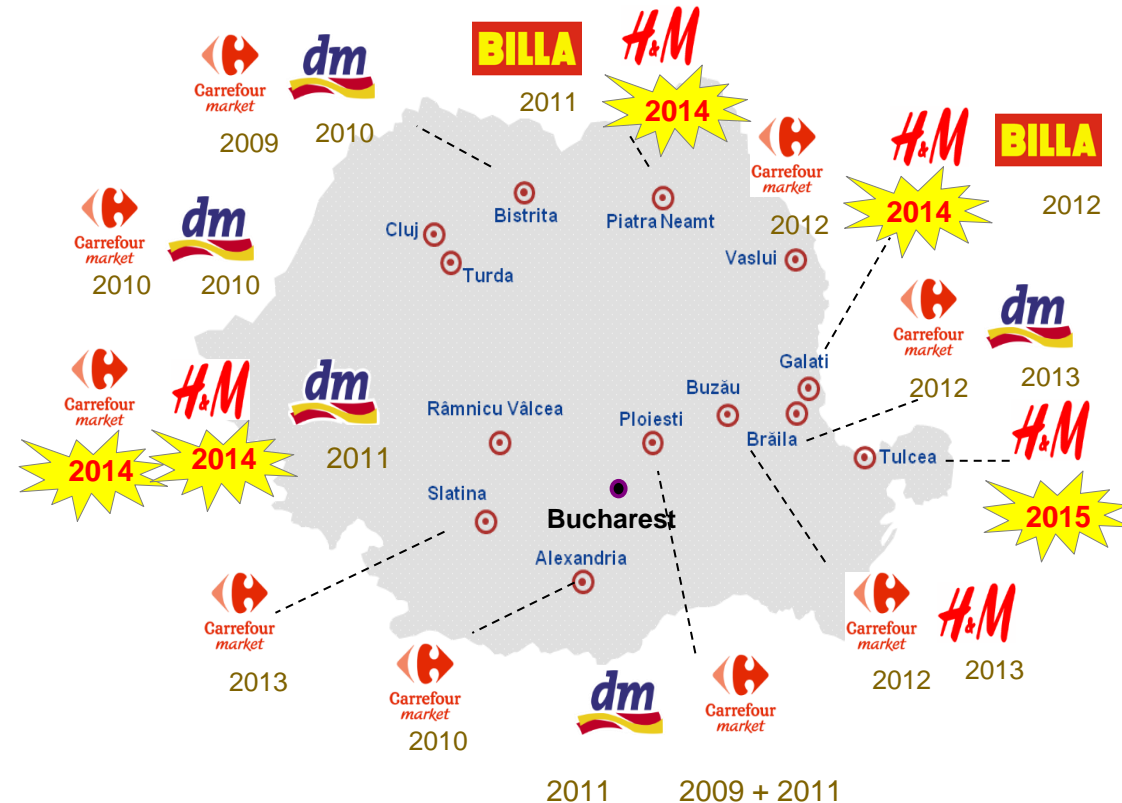 BILLA
H&M
Carrefour
market
dm
2011
2014
2009
2010
Carrefour
market
H&M
BILLA
2012
2014
2012
Bistrita
Piatra Neamt
Carrefour
market
dm
Cluj
Vaslui
Turda
2010
2010
Carrefour
market
dm
Galati
2012
2013
Carrefour
market
H&M
dm
Buzău
Râmnicu Vâlcea
Ploiesti
Brăila
H&M
2014
2014
2011
Tulcea
Slatina
Bucharest
2015
Alexandria
Carrefour
market
2013
Carrefour
market
H&M
2012
2013
Carrefour
market
2010
dm
Carrefour
market
2011
2009 + 2011